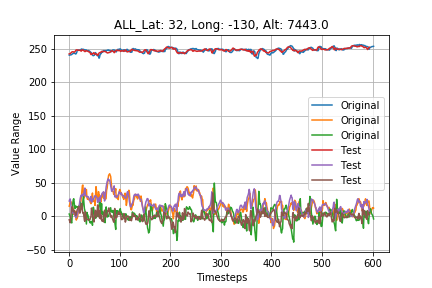 ALL_Lat: 32, Long: -130, Alt: 7443.0
250
200
150
100
50
0
−50
Value Range
Original
Original
Original
Test
Test
Test
0
100
200
300
400
500
600
Timesteps